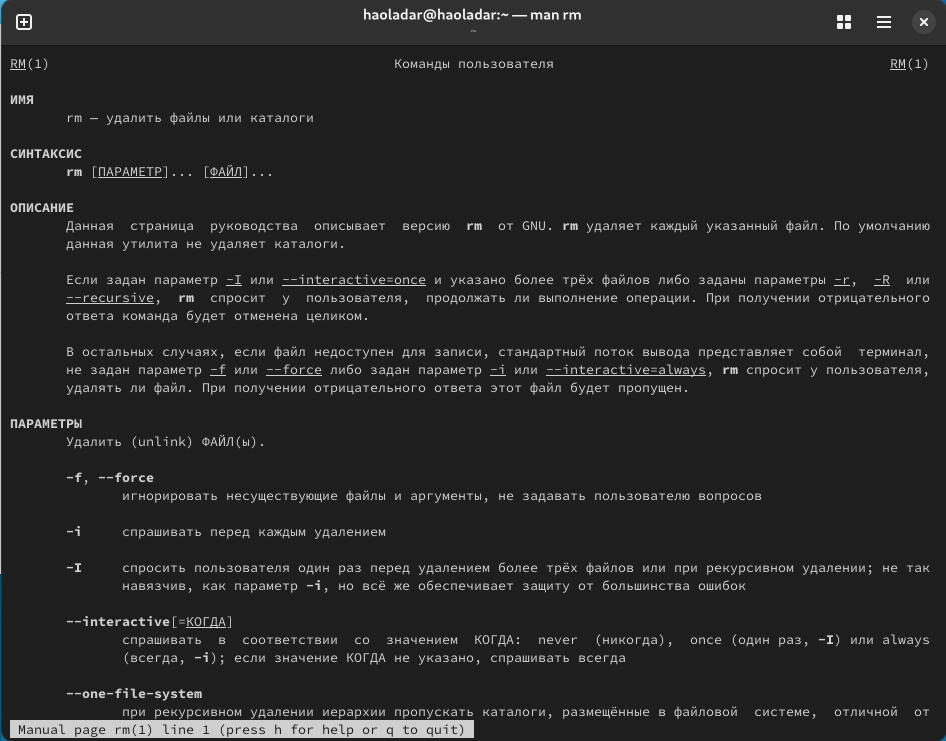 haoladar@haoladar:~ — man rm
~
RM(1) Команды пользователя RM(1)
ИМЯ
rm — удалить файлы или каталоги
СИНТАКСИС
rm [ПАРАМЕТР]... [ФАЙЛ]...
ОПИСАНИЕ
Данная страница руководства описывает версию rm от GNU. rm удаляет каждый указанный файл. По умолчанию
данная утилита не удаляет каталоги.
Если задан параметр -I или --interactive=once и указано более трёх файлов либо заданы параметры -r, -R или
--recursive, rm спросит у пользователя, продолжать ли выполнение операции. При получении отрицательного
ответа команда будет отменена целиком.
В остальных случаях, если файл недоступен для записи, стандартный поток вывода представляет собой терминал,
не задан параметр -f или --force либо задан параметр -i или --interactive=always, rm спросит у пользователя,
удалять ли файл. При получении отрицательного ответа этот файл будет пропущен.
ПАРАМЕТРЫ
Удалить (unlink) ФАЙЛ(ы).
-f, --force
игнорировать несуществующие файлы и аргументы, не задавать пользователю вопросов
-i спрашивать перед каждым удалением
-I спросить пользователя один раз перед удалением более трёх файлов или при рекурсивном удалении; не так
навязчив, как параметр -i, но всё же обеспечивает защиту от большинства ошибок
--interactive[=КОГДА]
спрашивать в соответствии со значением КОГДА: never (никогда), once (один раз, -I) или always
(всегда, -i); если значение КОГДА не указано, спрашивать всегда
--one-file-system
при рекурсивном удалении иерархии пропускать каталоги, размещённые в файловой системе, отличной от
Manual page rm(1) line 1 (press h for help or q to quit)